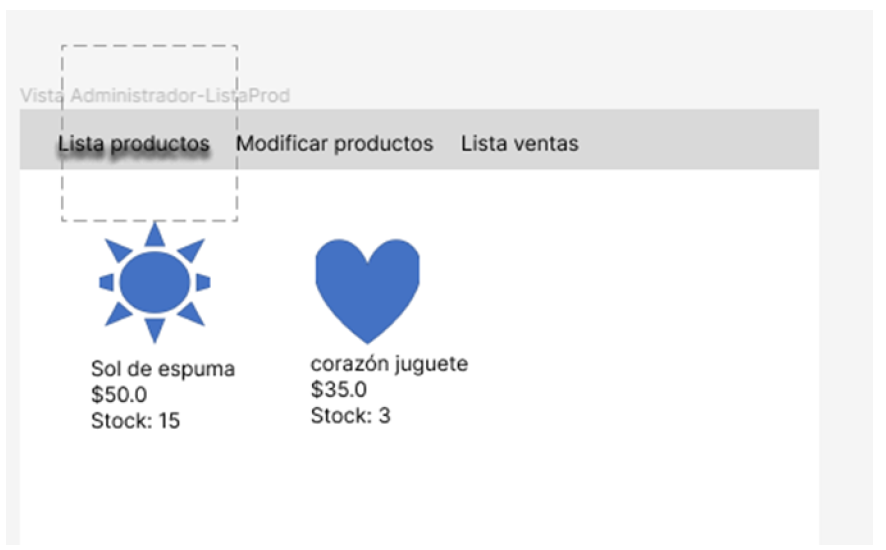 Vista Administrador-ListaProd
Lista productos Modificar productos Lista ventas
Sol de espuma
$50.0
Stock: 15
corazón juguete
$35.0
Stock: 3